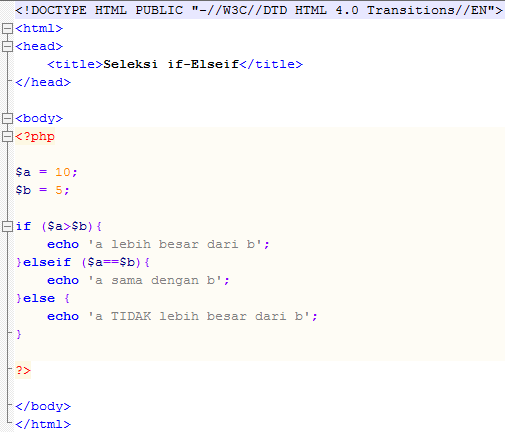 <!DOCTYPE HTML PUBLIC "-//W3C//DTD HTML 4.0 Transitions//EN">
<html>
<head>
    <title>Seleksi if-Elseif</title>
</head>

<body>
<?php

$a = 10;
$b = 5;

if ($a>$b){
    echo 'a lebih besar dari b';
}elseif ($a==$b){
    echo 'a sama dengan b';
}else {
    echo 'a TIDAK lebih besar dari b';
}

?>

</body>
</html>